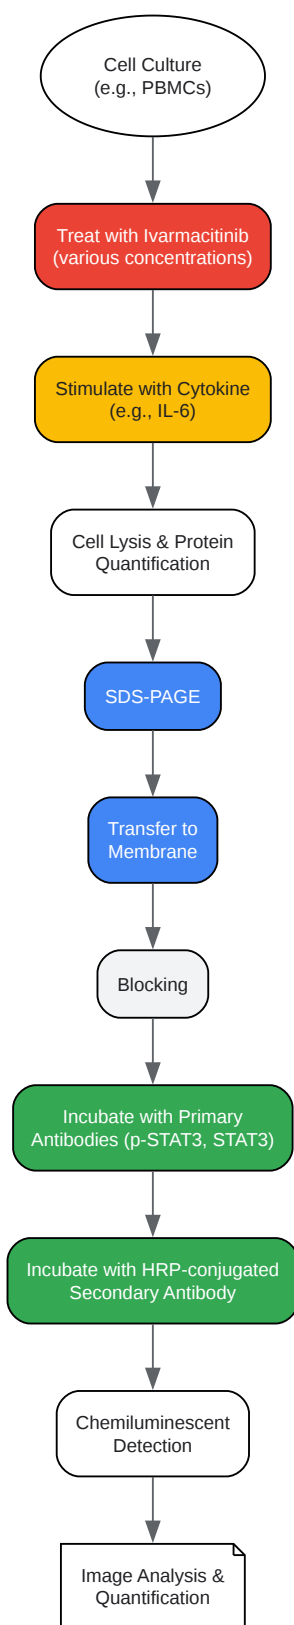 Cell Culture
(e.g., PBMCs)
Treat with Ivarmacitinib
(various concentrations)
Stimulate with Cytokine
(e.g., IL-6)
Cell Lysis & Protein
Quantification
SDS-PAGE
Transfer to
Membrane
Blocking
Incubate with Primary
Antibodies (p-STAT3, STAT3)
Incubate with HRP-conjugated
Secondary Antibody
Chemiluminescent
Detection
Image Analysis &
Quantification